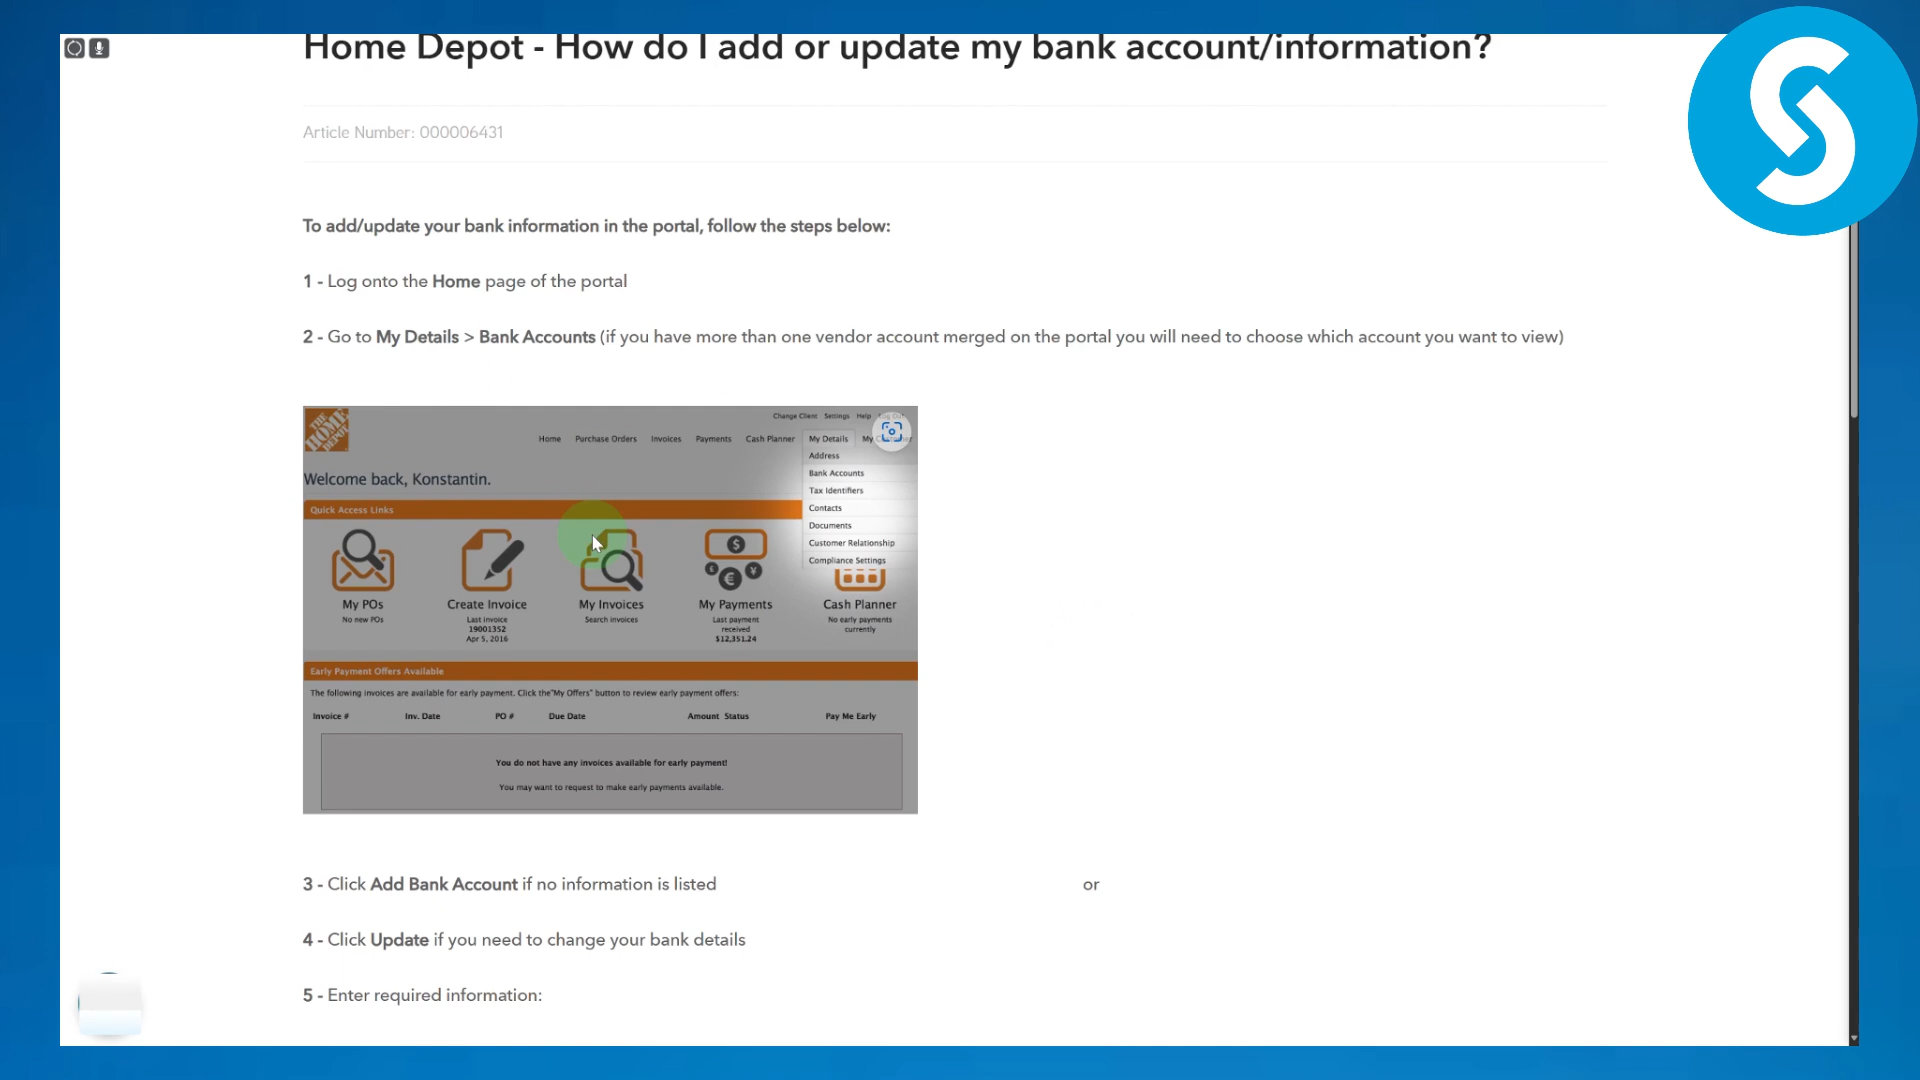 Home Depot - How do I add or update my bank account/information?
Article Number: 000006431
To add/update your bank information in the portal, follow the steps below:
1 - Log onto the Home page of the portal
2 - Go to My Details > Bank Accounts (if you have more than one vendor account merged on the portal you will need to choose which account you want to view)
THE HOME DEPOT
Change Client Settings Help
Home Purchase Orders Invoices Payments Cash Planner My Details My
Address
Welcome back, Konstantin.
Bank Accounts
Tax Identifiers
Quick Access Links
Contacts
Documents
Customer Relationship
Compliance Settings
My POs Create Invoice My Invoices My Payments Cash Planner
No new POs Last invoice Search invoices Last payment No early payments
19001352 received currently
Apr 5, 2016 $12,351.24
Early Payment Offers Available
The following invoices are available for early payment. Click the"My Offers" button to review early payment offers:
Invoice # Inv. Date PO # Due Date Amount Status Pay Me Early
You do not have any invoices available for early payment!
You may want to request to make early payments available.
3 - Click Add Bank Account if no information is listed or
4 - Click Update if you need to change your bank details
5 - Enter required information: